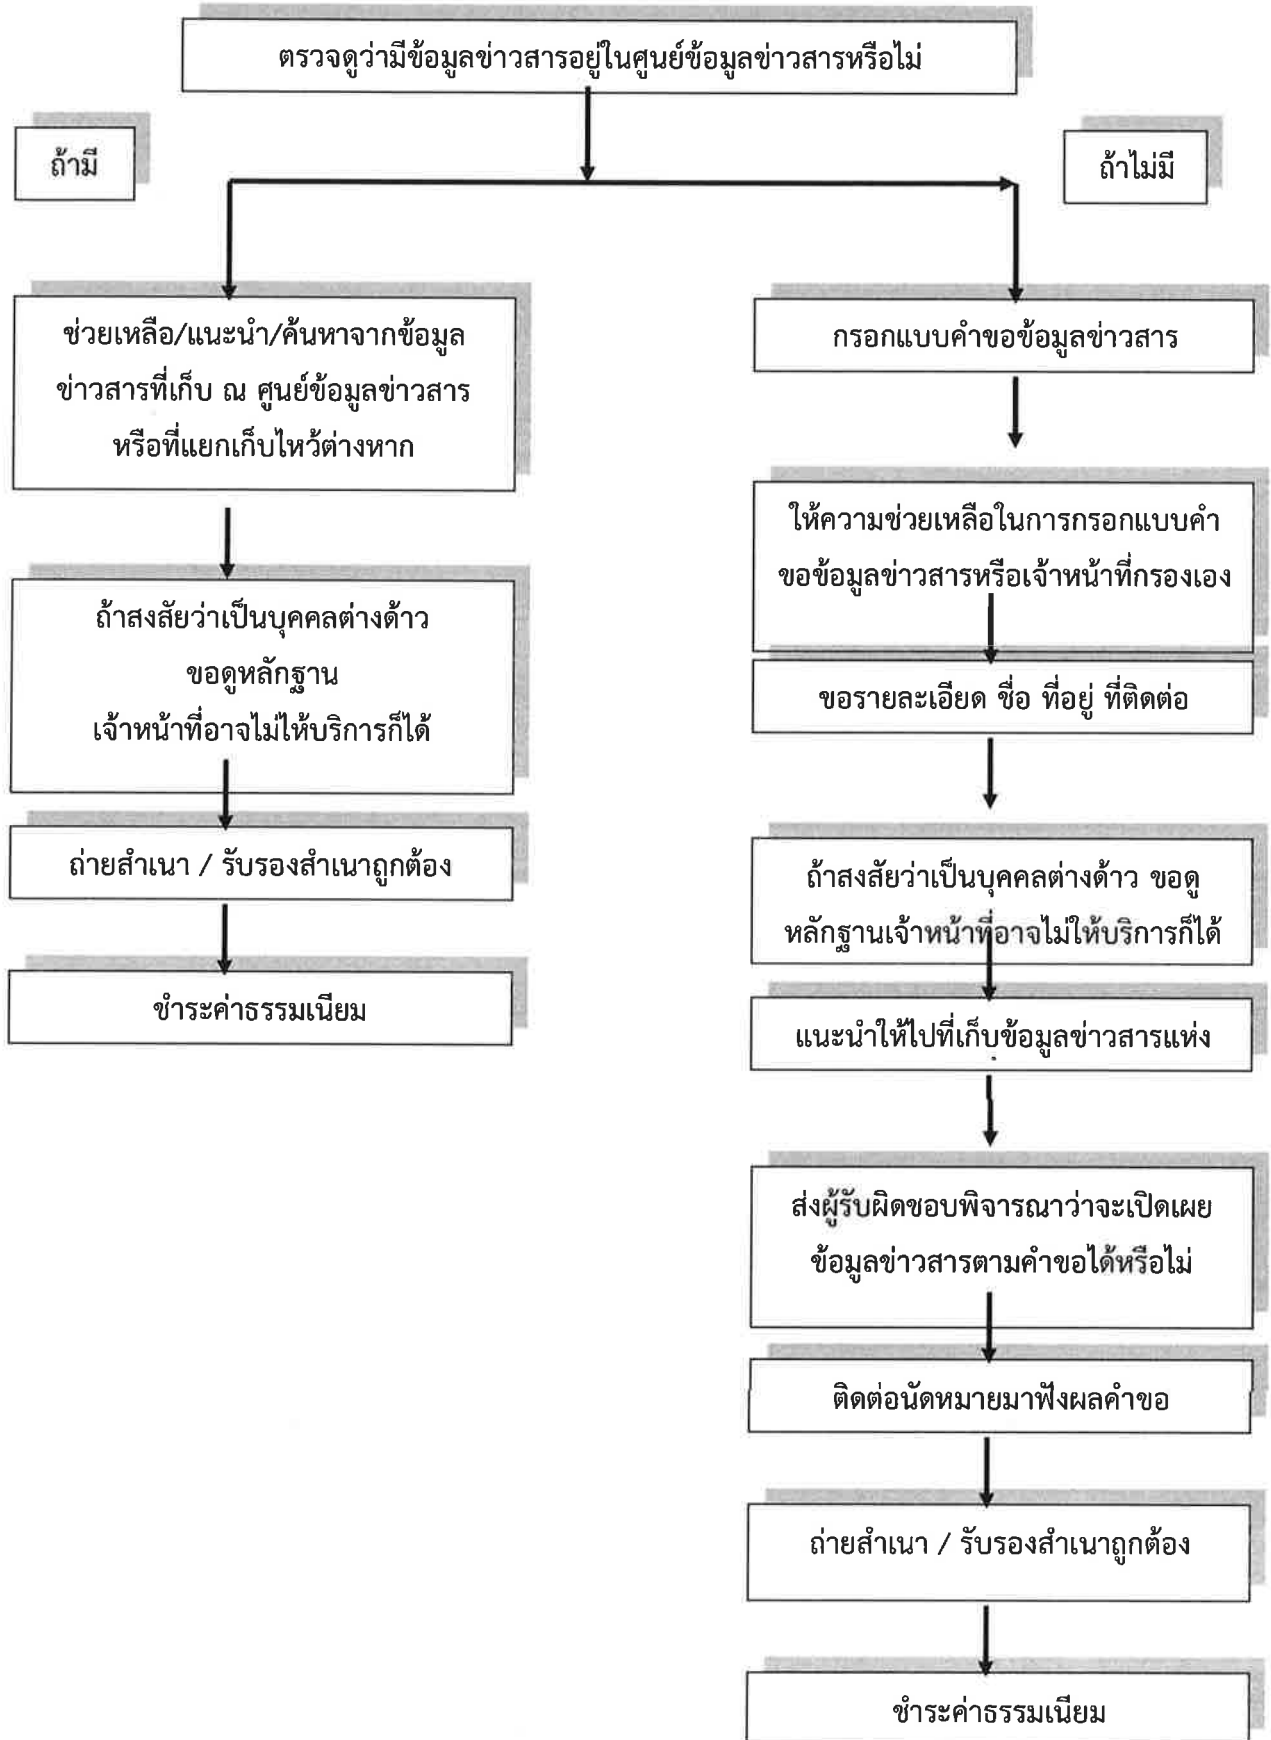 ตรวจดูว่ามีข้อมูลข่าวสารอยู่ในศูนย์ข้อมูลข่าวสารหรือไม่
ถ้ามี
ถ้าไม่มี
ช่วยเหลือ/แนะนำ/ค้นหาจากข้อมูล
ข่าวสารที่เก็บ ณ ศูนย์ข้อมูลข่าวสาร
หรือที่แยกเก็บไหว้ต่างหาก
ถ้าสงสัยว่าเป็นบุคคลต่างด้าว
ขอดูหลักฐาน
เจ้าหน้าที่อาจไม่ให้บริการก็ได้
ถ่ายสำเนา / รับรองสำเนาถูกต้อง
ชำระค่าธรรมเนียม
กรอกแบบคำขอข้อมูลข่าวสาร
ให้ความช่วยเหลือในการกรอกแบบคำ
ขอข้อมูลข่าวสารหรือเจ้าหน้าที่กรองเอง
ขอรายละเอียด ชื่อ ที่อยู่ ที่ติดต่อ
ถ้าสงสัยว่าเป็นบุคคลต่างด้าว ขอดู
หลักฐานเจ้าหน้าที่อาจไม่ให้บริการก็ได้
แนะนำให้ไปที่เก็บข้อมูลข่าวสารแห่ง
ส่งผู้รับผิดชอบพิจารณาว่าจะเปิดเผย
ข้อมูลข่าวสารตามคำขอได้หรือไม่
ติดต่อนัดหมายมาฟังผลคำขอ
ถ่ายสำเนา / รับรองสำเนาถูกต้อง
ชำระค่าธรรมเนียม